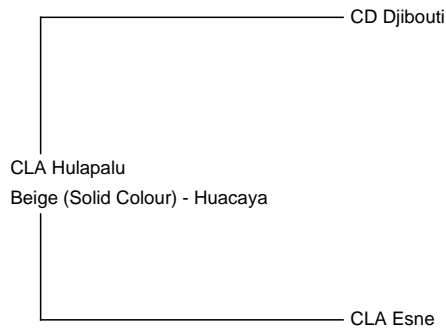 CD Djibouti
CLA Hulapalu
Beige (Solid Colour) - Huacaya
CLA Esne